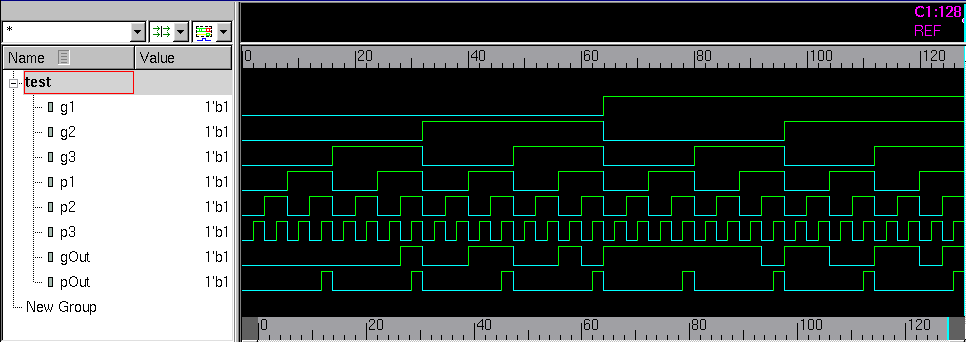 C1:128
* REF
0 20 40 60 80 100 120
Name Value
test
g1 1'b1
g2 1'b1
g3 1'b1
p1 1'b1
p2 1'b1
p3 1'b1
gOut 1'b1
pOut 1'b1
New Group
0 20 40 60 80 100 120